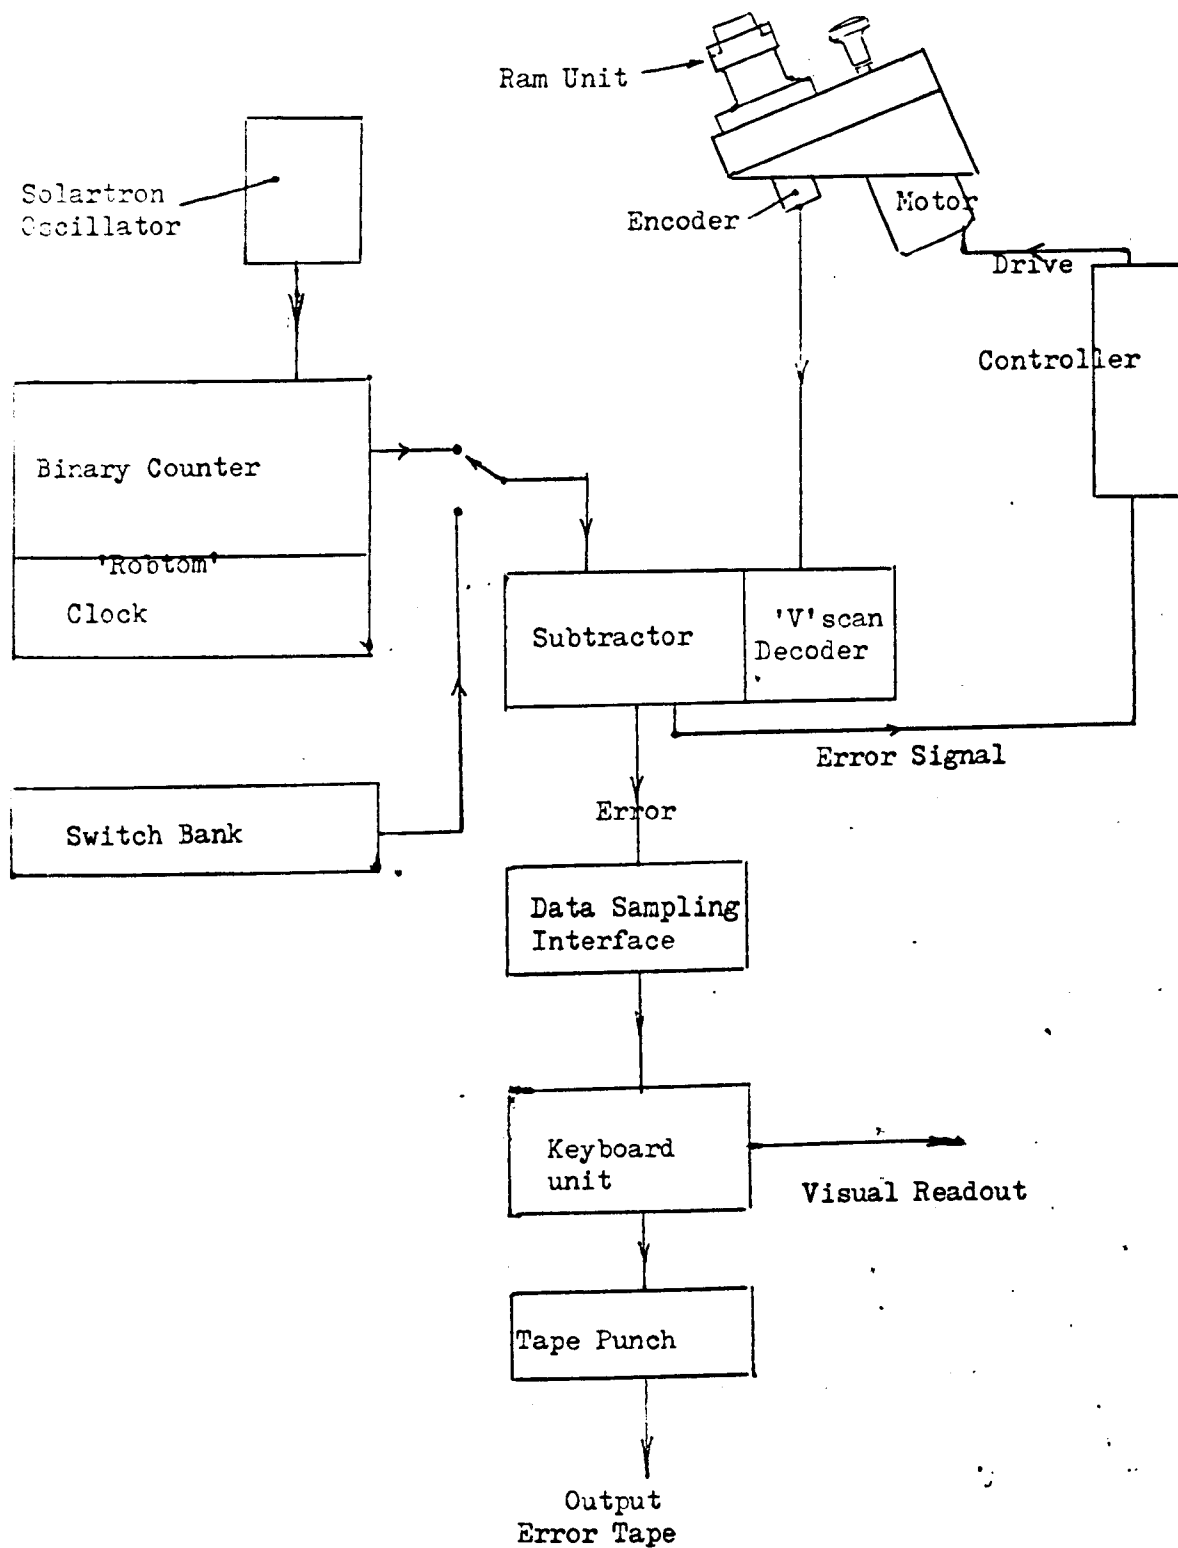 Ram Unit
Solartron
Oscillator
Encoder
Motor
Drive
Controller
Binary Counter
'Robtom'
Clock
Subtractor
'V' scan
Decoder
Error Signal
Switch Bank
Error
Data Sampling
Interface
Keyboard
unit
Visual Readout
Tape Punch
Output
Error Tape